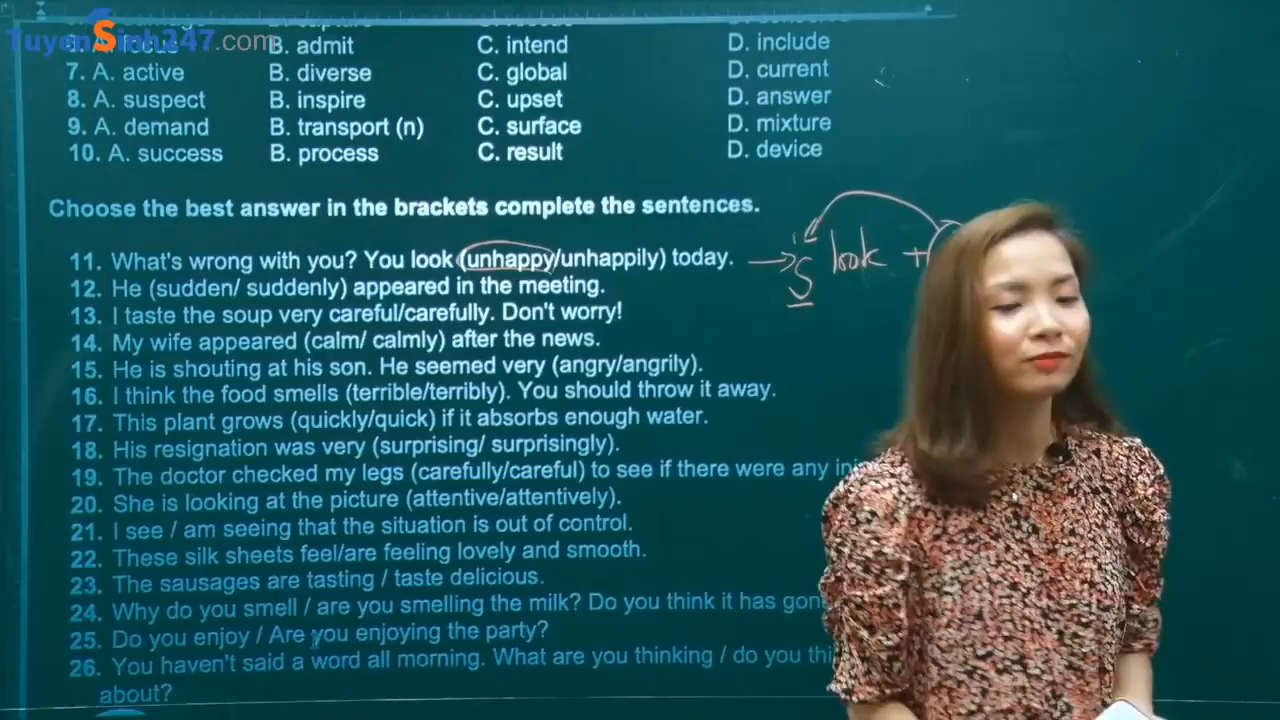 TuyenSinh247.com
6. A. focus B. admit C. intend D. include
7. A. active B. diverse C. global D. current
8. A. suspect B. inspire C. upset D. answer
9. A. demand B. transport (n) C. surface D. mixture
10. A. success B. process C. result D. device
Choose the best answer in the brackets complete the sentences.
11. What's wrong with you? You look (unhappy/unhappily) today. S look +
12. He (sudden/ suddenly) appeared in the meeting.
13. I taste the soup very careful/carefully. Don't worry!
14. My wife appeared (calm/ calmly) after the news.
15. He is shouting at his son. He seemed very (angry/angrily).
16. I think the food smells (terrible/terribly). You should throw it away.
17. This plant grows (quickly/quick) if it absorbs enough water.
18. His resignation was very (surprising/ surprisingly).
19. The doctor checked my legs (carefully/careful) to see if there were any
20. She is looking at the picture (attentive/attentively).
21. I see / am seeing that the situation is out of control.
22. These silk sheets feel/are feeling lovely and smooth.
23. The sausages are tasting / taste delicious.
24. Why do you smell / are you smelling the milk? Do you think it has
25. Do you enjoy / Are you enjoying the party?
26. You haven't said a word all morning. What are you thinking / do you
about?